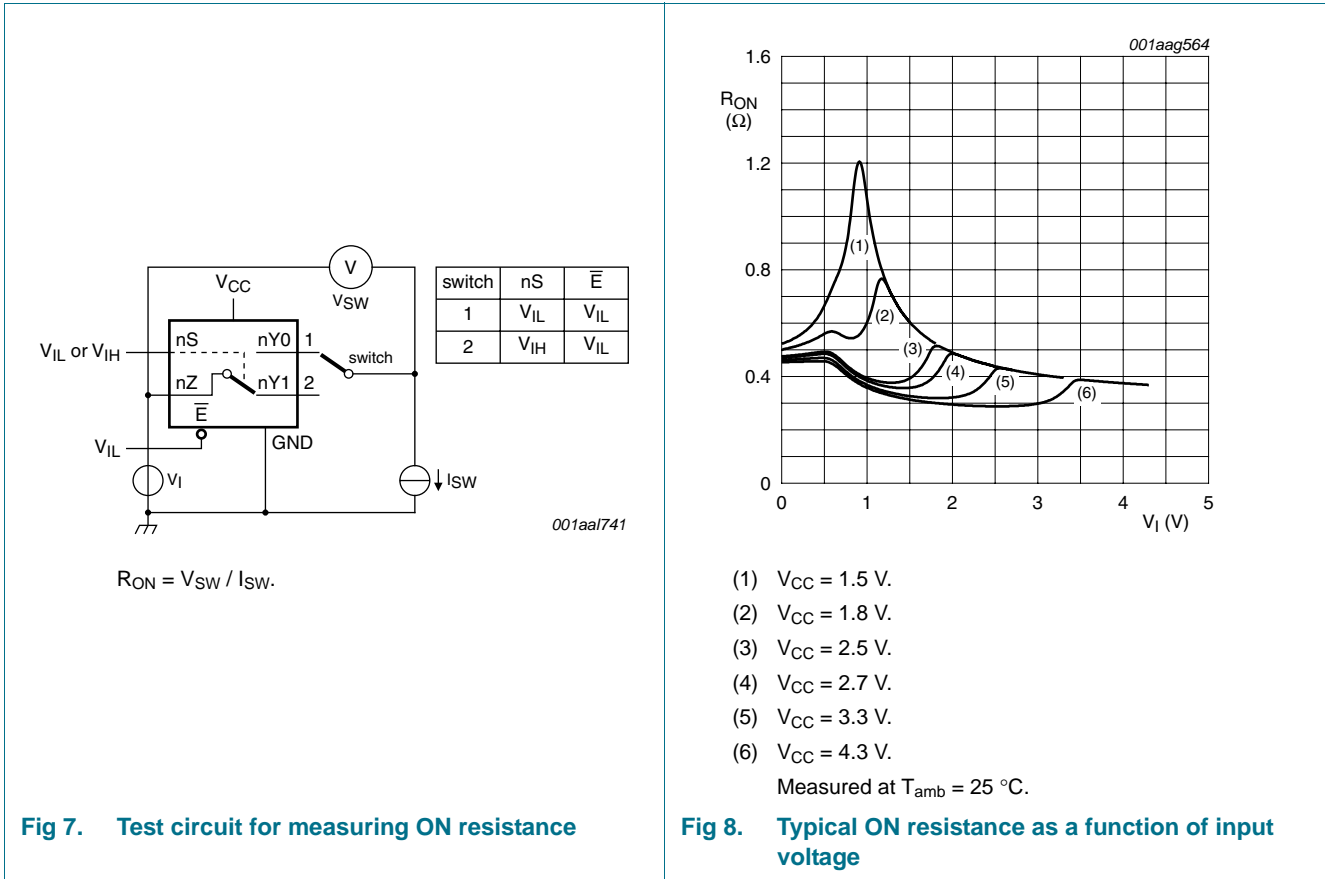 V
VSW
VCC
switch nS E
1 VIL VIL
2 VIH VIL
VIL or VIH
nS nY0 1
switch
nZ nY1 2
E
VIL
GND
VI
ISW
001aal741
RON = VSW / ISW.
Fig 7. Test circuit for measuring ON resistance
001aag564
1.6
RON
(Ω)
1.2
(1)
0.8
(2)
(3)
(4)
0.4
(5)
(6)
0
0 1 2 3 4 5
VI (V)
(1) VCC = 1.5 V.
(2) VCC = 1.8 V.
(3) VCC = 2.5 V.
(4) VCC = 2.7 V.
(5) VCC = 3.3 V.
(6) VCC = 4.3 V.
Measured at Tamb = 25 °C.
Fig 8. Typical ON resistance as a function of input
voltage